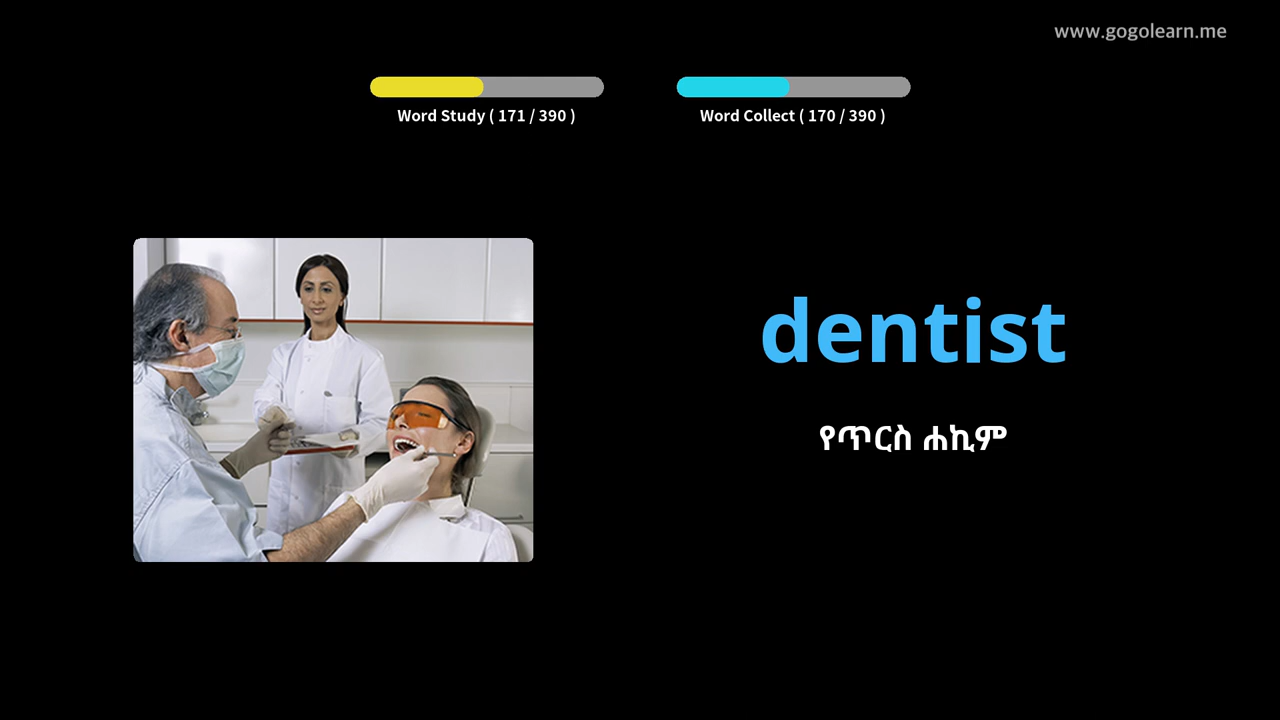 www.gogolearn.me
Word Study ( 171 / 390 )
Word Collect ( 170 / 390 )
dentist
የጥርስ ሐኪም